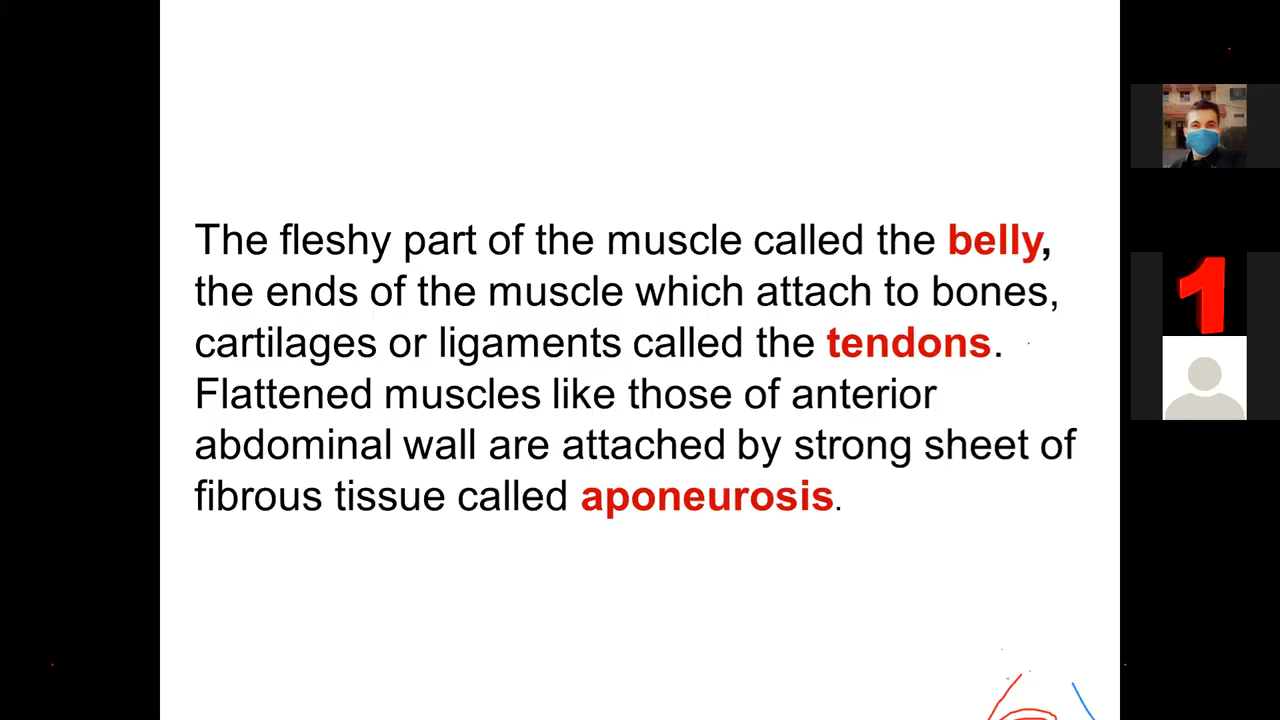 The fleshy part of the muscle called the belly,
the ends of the muscle which attach to bones,
cartilages or ligaments called the tendons.
Flattened muscles like those of anterior
abdominal wall are attached by strong sheet of
fibrous tissue called aponeurosis.
1